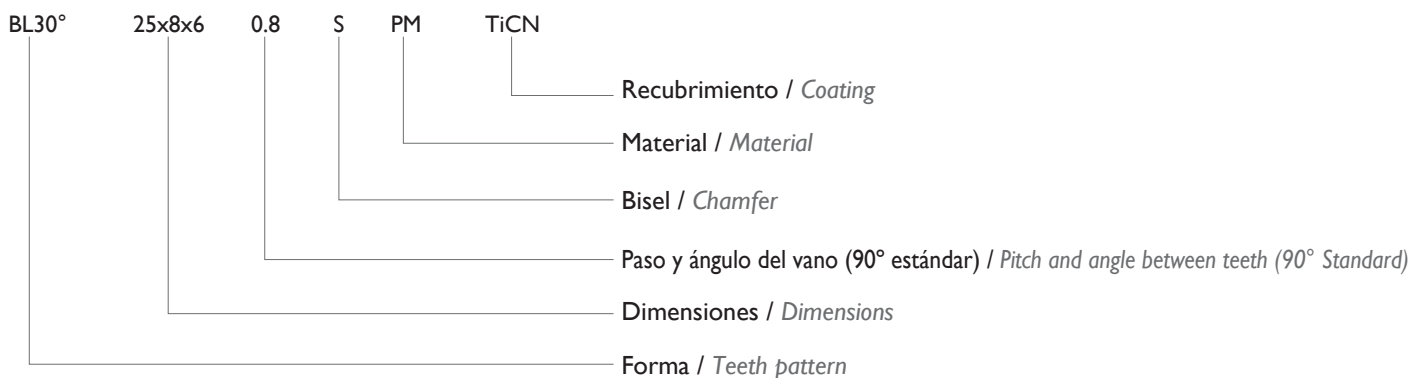 BL30° 25x8x6 0.8 S PM TiCN
Recubrimiento / Coating
Material / Material
Bisel / Chamfer
Paso y ángulo del vano (90º estándar) / Pitch and angle between teeth (90° Standard)
Dimensiones / Dimensions
Forma / Teeth pattern